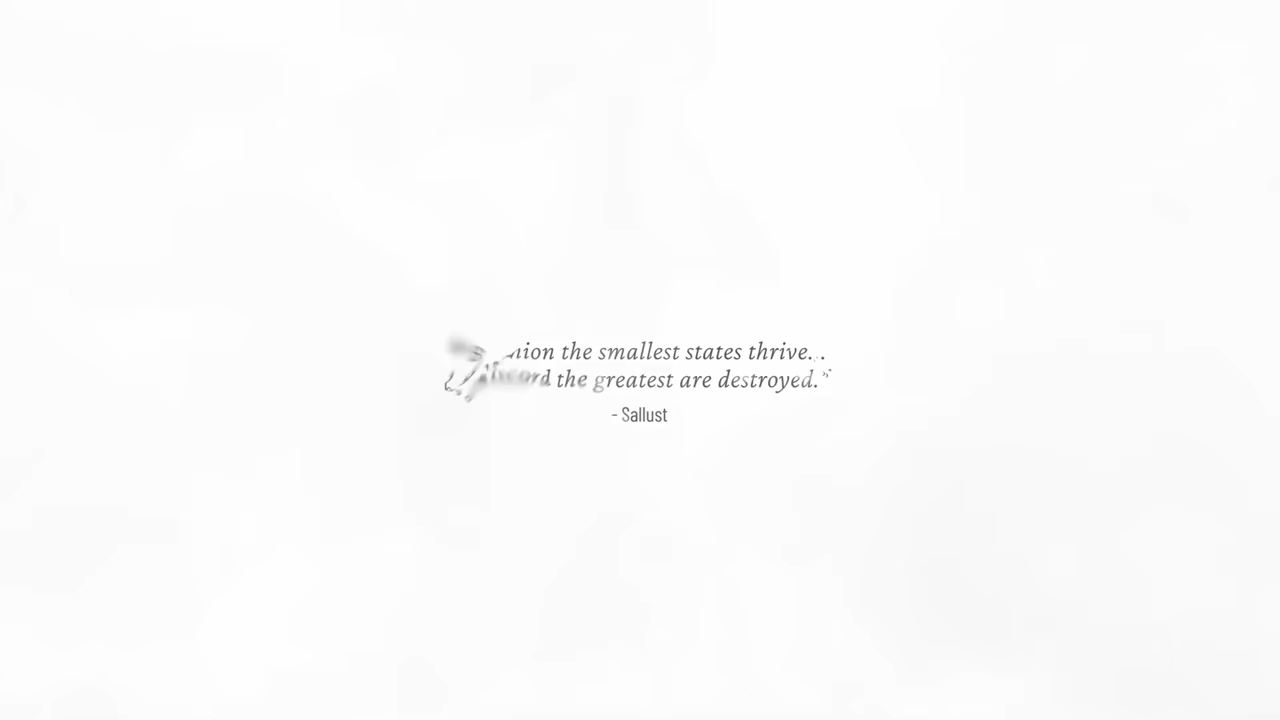 the smallest states thrive...
the greatest are destroyed.”
- Sallust